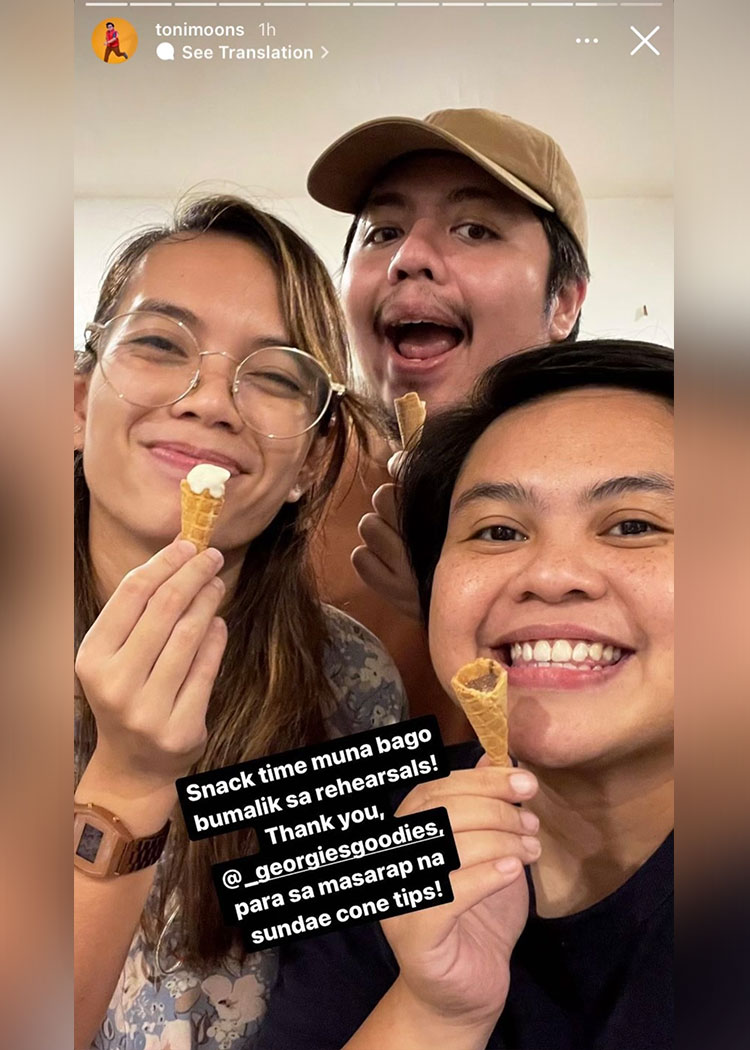 tonimoons 1h
See Translation >
Snack time muna bago
bumalik sa rehearsals!
Thank you,
@_georgiesgoodies,
para sa masarap na
sundae cone tips!